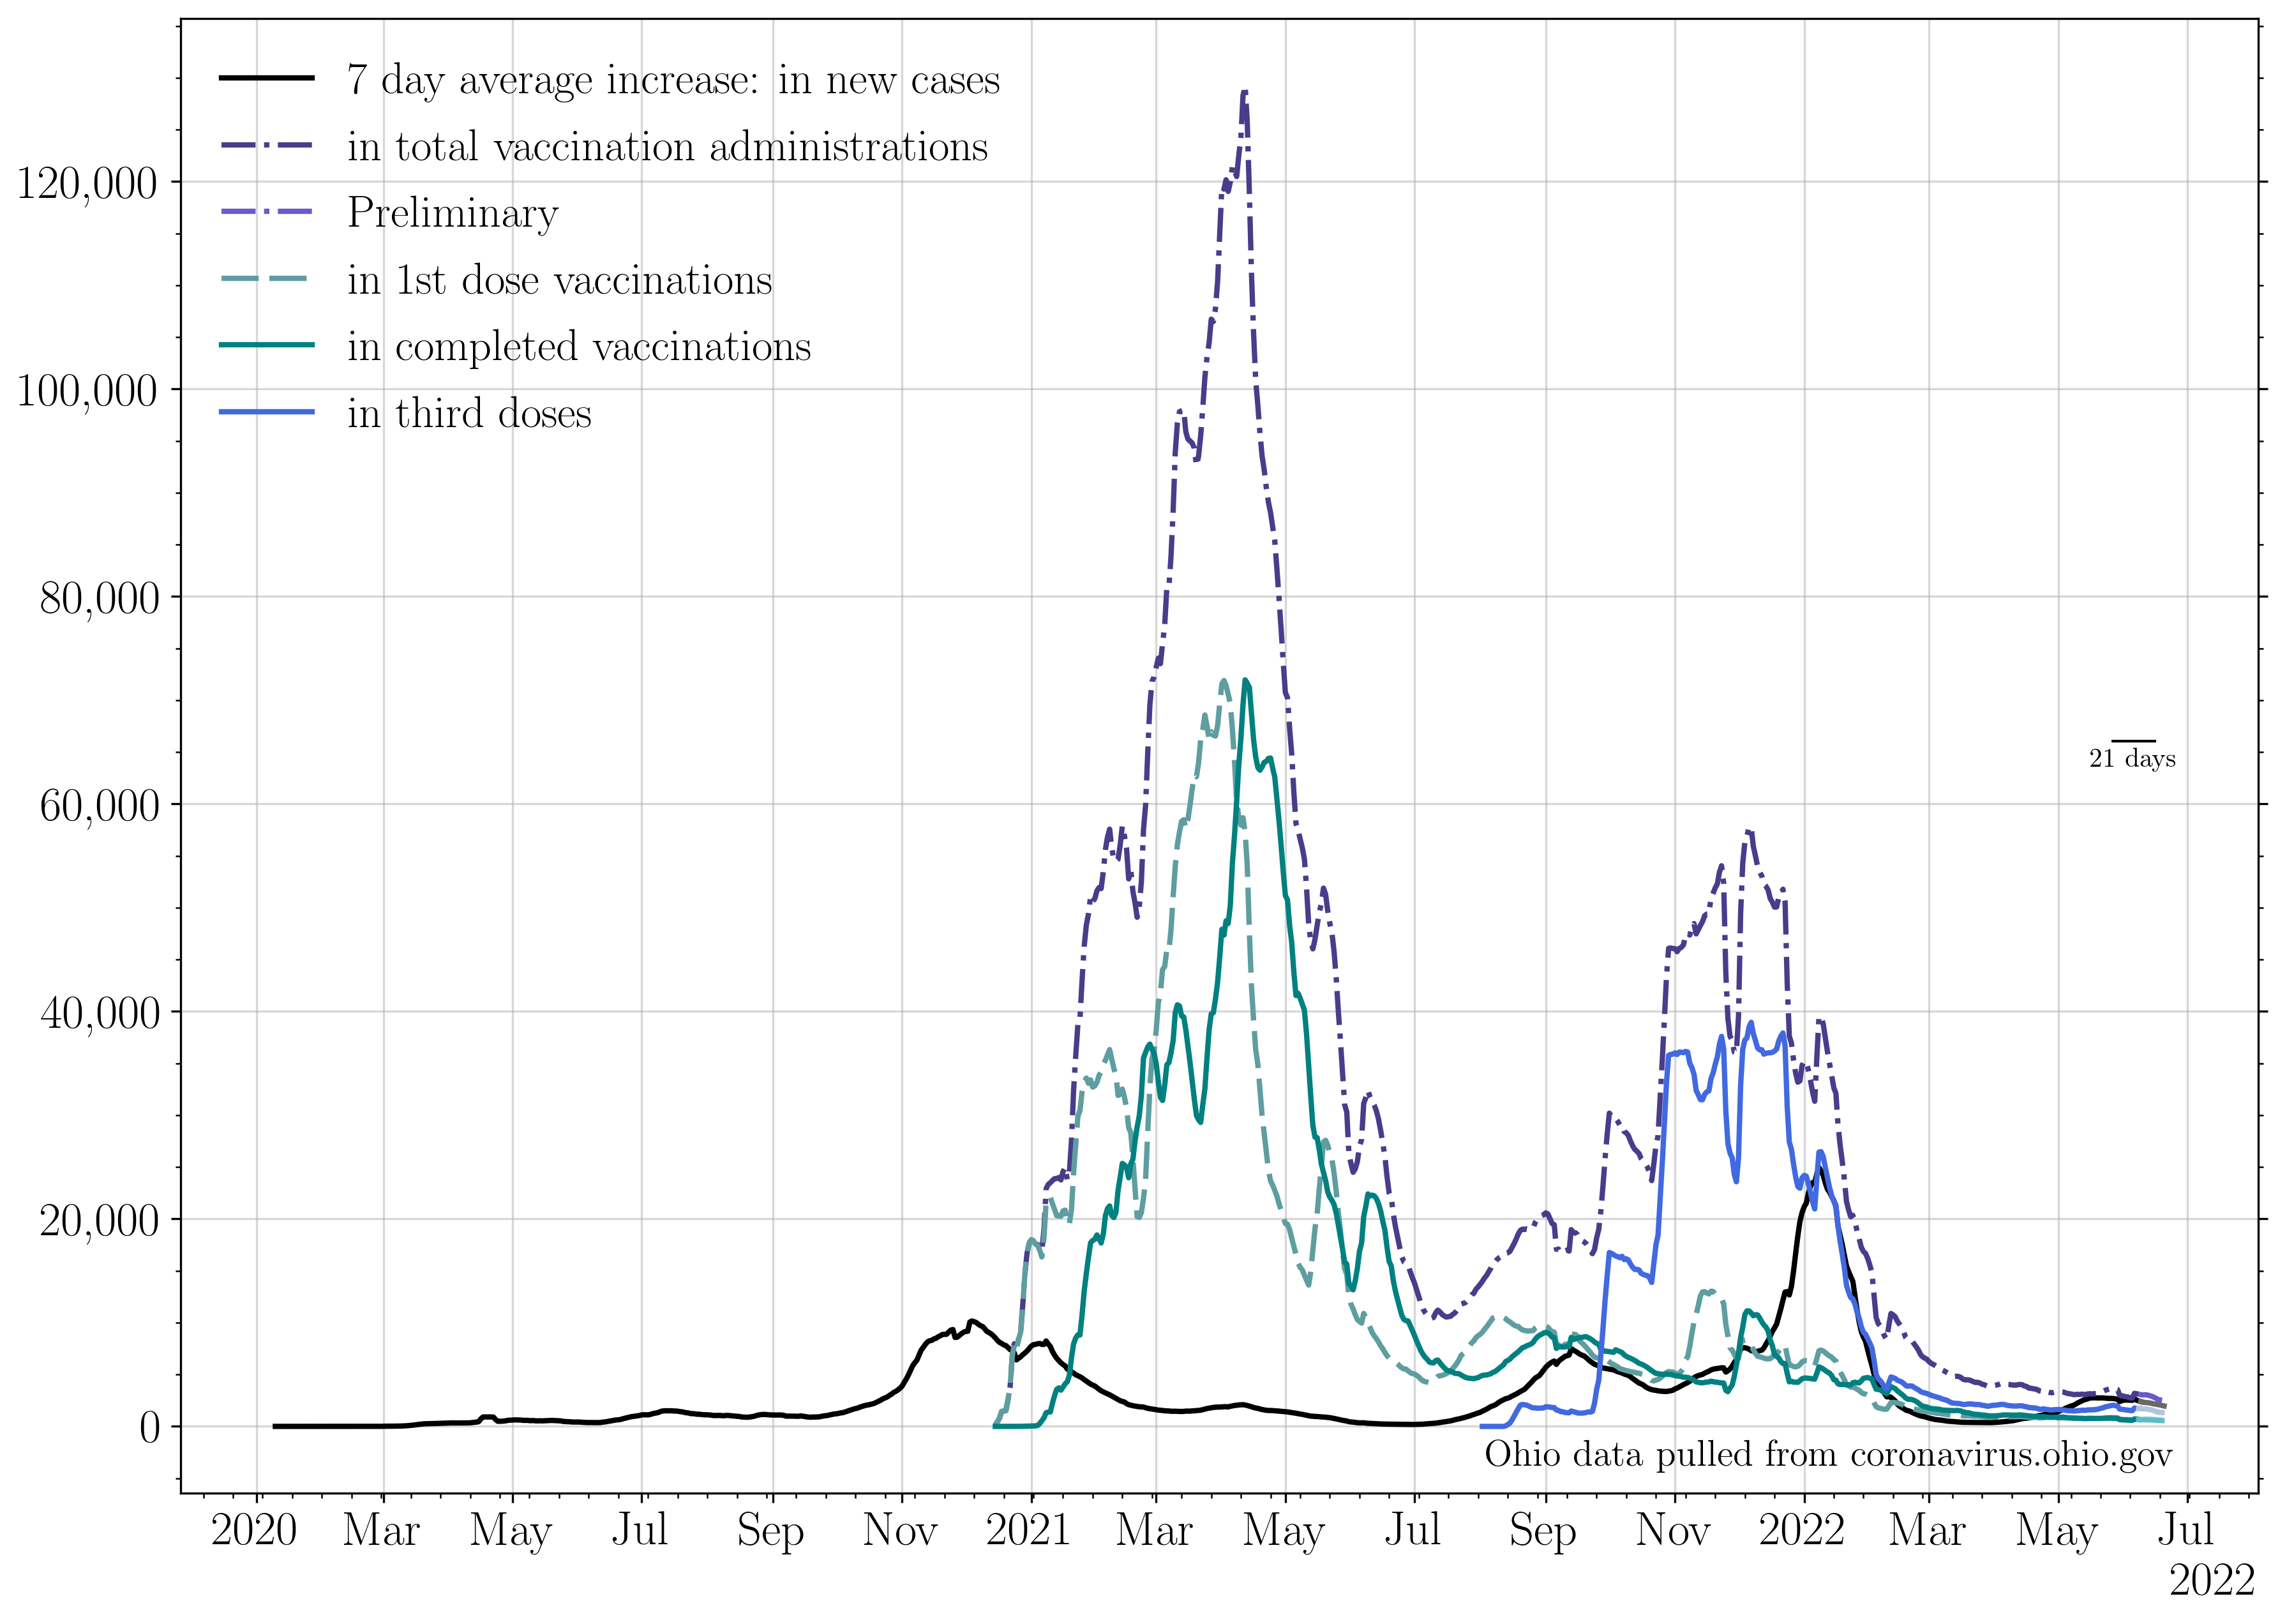 7 day average increase: in new cases
in total vaccination administrations
Preliminary
in 1st dose vaccinations
in completed vaccinations
in third doses
120,000
100,000
80,000
60,000
40,000
20,000
0
21 days
Ohio data pulled from coronavirus.ohio.gov
2020 Mar May Jul Sep Nov 2021 Mar May Jul Sep Nov 2022 Mar May Jul
2022